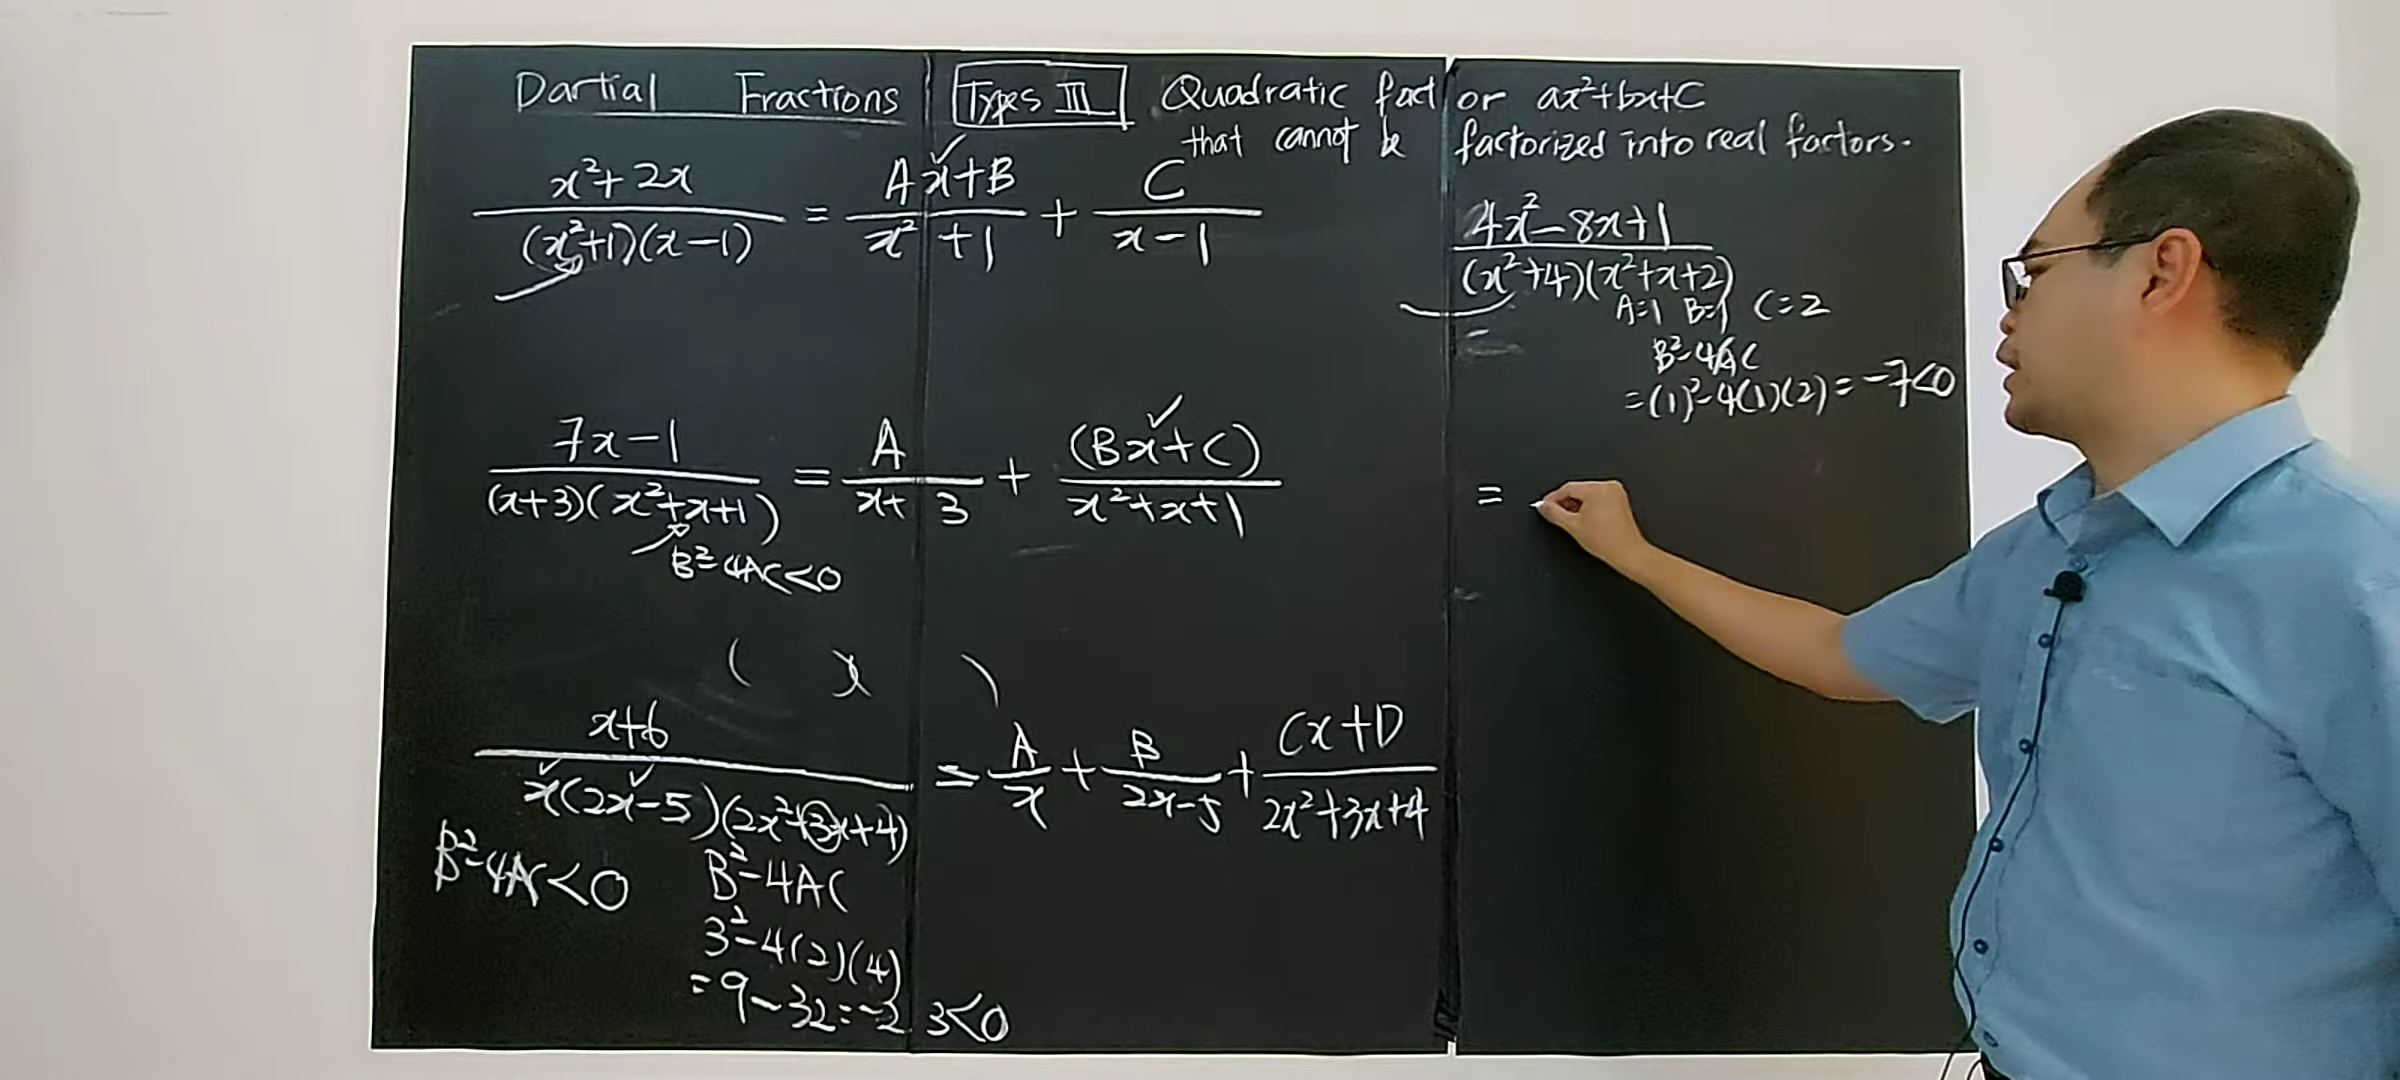 Partial Fractions Types III Quadratic factor ax²+bx+C
that cannot be factorized into real factors.
(x²+2x)/((x²+1)(x-1)) = (Ax+B)/(x²+1) + C/(x-1)
(7x-1)/((x+3)(x²+x+1)) = A/(x+3) + (Bx+C)/(x²+x+1)
B²-4AC<0
( )( )
(x+6)/(x(2x-5)(2x²+3x+4)) = A/x + B/(2x-5) + (Cx+D)/(2x²+3x+4)
B²-4AC<0
B²-4AC
3²-4(2)(4)
=9-32=-23<0
(4x²-8x+1)/((x²+4)(x²+x+2))
A=1 B=1 C=2
=
B²-4AC
=(1)²-4(1)(2)=-7<0
=